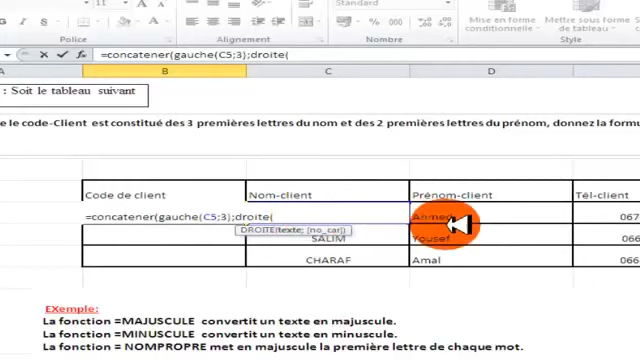 Standard
Mise en forme Mettre sous forme
conditionnelle de tableau
Police Alignement Nombre Style
=concatener(gauche(C5;3);droite(
A B C D
: Soit le tableau suivant
e le code-Client est constitué des 3 premières lettres du nom et des 2 premières lettres du prénom, donnez la formu
Code de client Nom-client Prénom-client Tél-client
=concatener(gauche(C5;3);droite( Ahmed 067
DROITE(texte; [no_car])
SALIM Yousef 066
CHARAF Amal 066
Exemple:
La fonction =MAJUSCULE convertit un texte en majuscule.
La fonction =MINUSCULE convertit un texte en minuscule.
La fonction = NOMPROPRE met en majuscule la première lettre de chaque mot.